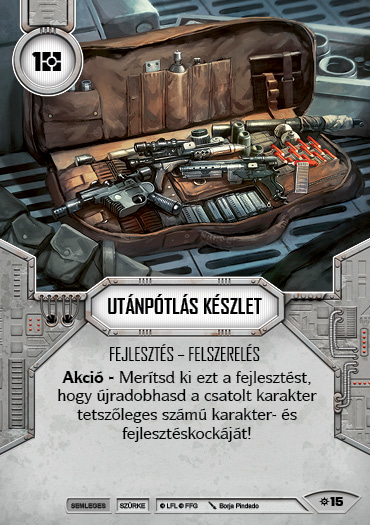 1
UTÁNPÓTLÁS KÉSZLET
FEJLESZTÉS – FELSZERELÉS
Akció - Merítsd ki ezt a fejlesztést,
hogy újradobhasd a csatolt karakter
tetszőleges számú karakter- és
fejlesztéskockáját!
SEMLEGES SZÜRKE © LFL © FFG Borja Pindado 15